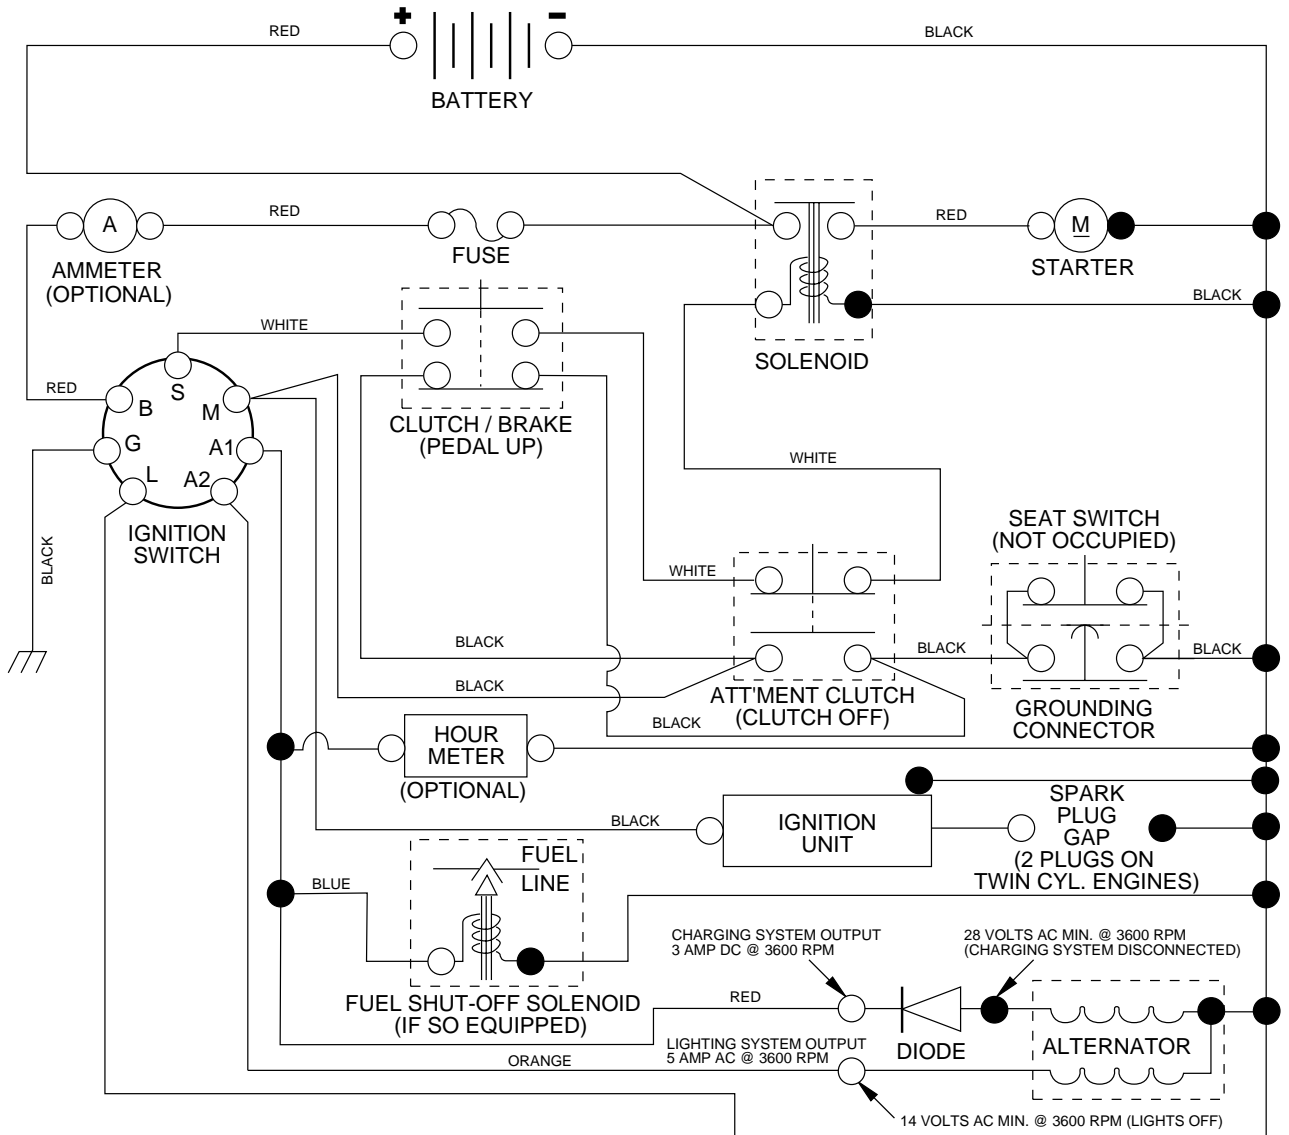 + −
RED
BLACK
BATTERY
A
RED
RED
M
FUSE
AMMETER
(OPTIONAL)
STARTER
WHITE
BLACK
SOLENOID
RED
S
B
M
G
A1
L
A2
CLUTCH / BRAKE
(PEDAL UP)
WHITE
IGNITION
SWITCH
BLACK
SEAT SWITCH
(NOT OCCUPIED)
WHITE
BLACK
BLACK
BLACK
BLACK
ATT'MENT CLUTCH
(CLUTCH OFF)
BLACK
GROUNDING
CONNECTOR
HOUR
METER
(OPTIONAL)
BLACK
IGNITION
UNIT
SPARK
PLUG
GAP
(2 PLUGS ON
TWIN CYL. ENGINES)
FUEL
LINE
BLUE
FUEL SHUT-OFF SOLENOID
(IF SO EQUIPPED)
CHARGING SYSTEM OUTPUT
3 AMP DC @ 3600 RPM
28 VOLTS AC MIN. @ 3600 RPM
(CHARGING SYSTEM DISCONNECTED)
RED
DIODE
ALTERNATOR
LIGHTING SYSTEM OUTPUT
5 AMP AC @ 3600 RPM
ORANGE
14 VOLTS AC MIN. @ 3600 RPM (LIGHTS OFF)